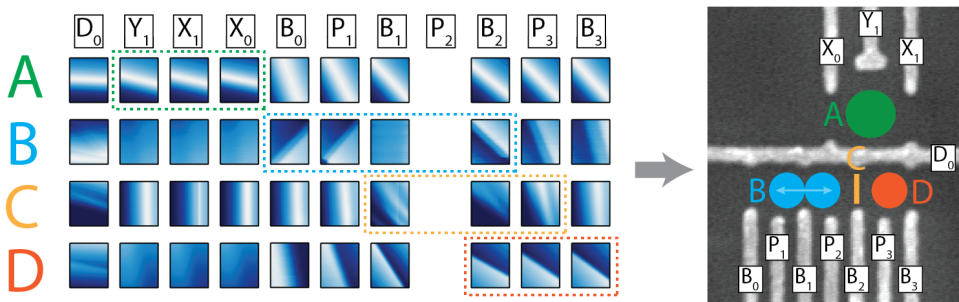 D₀ Y₁ X₁ X₀ B₀ P₁ B₁ P₂ B₂ P₃ B₃
A
B
C
D
Y₁
X₀ X₁
A
C D₀
B D
P₁ P₂ P₃
B₀ B₁ B₂ B₃